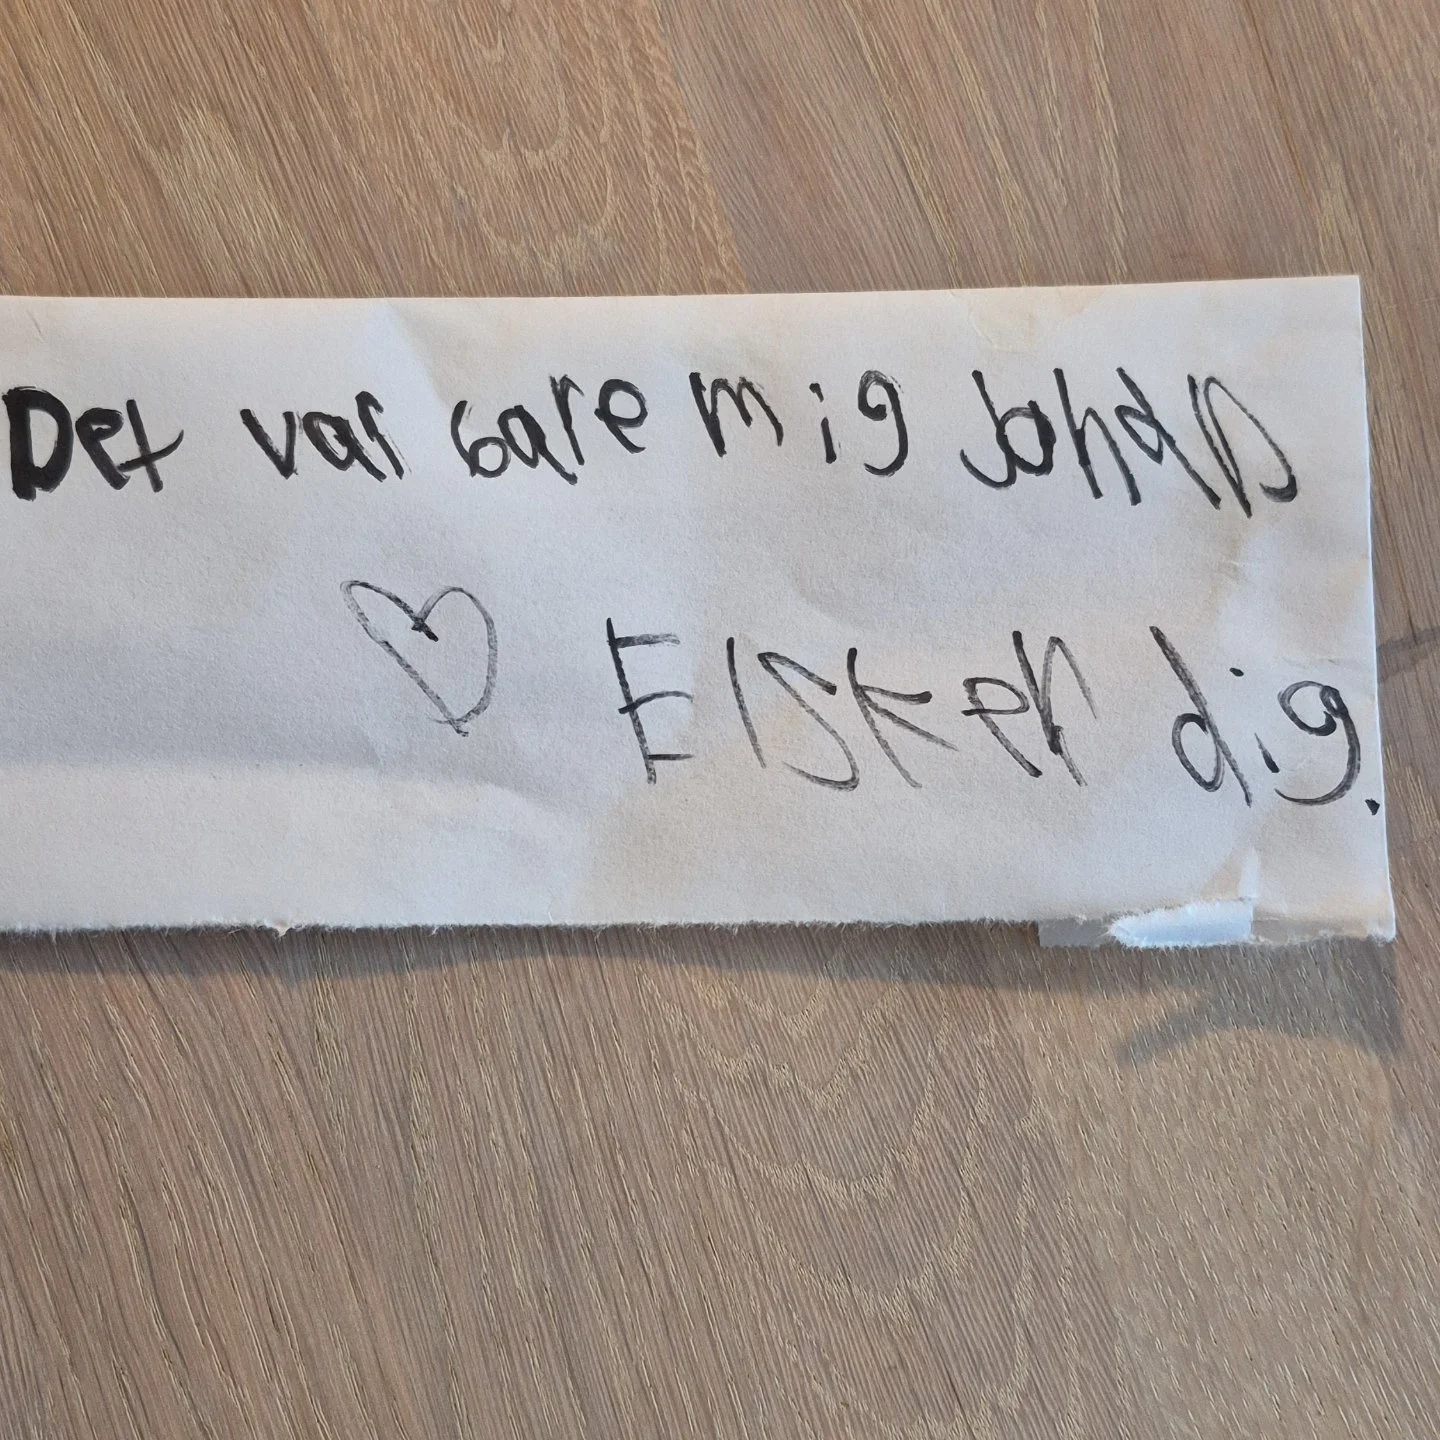 Det var bare mig Johan
♡ Elsker dig.